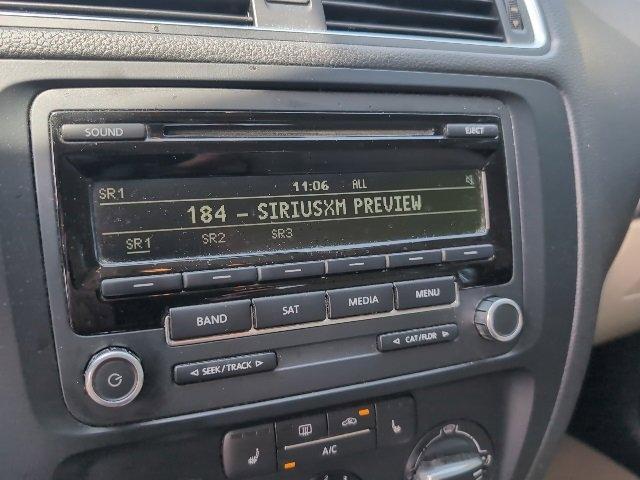 SOUND
EJECT
SR1 11:06 ALL
184 - SIRIUSXM PREVIEW
SR1 SR2 SR3
BAND SAT MEDIA MENU
SEEK / TRACK
CAT/FLDR
A/C